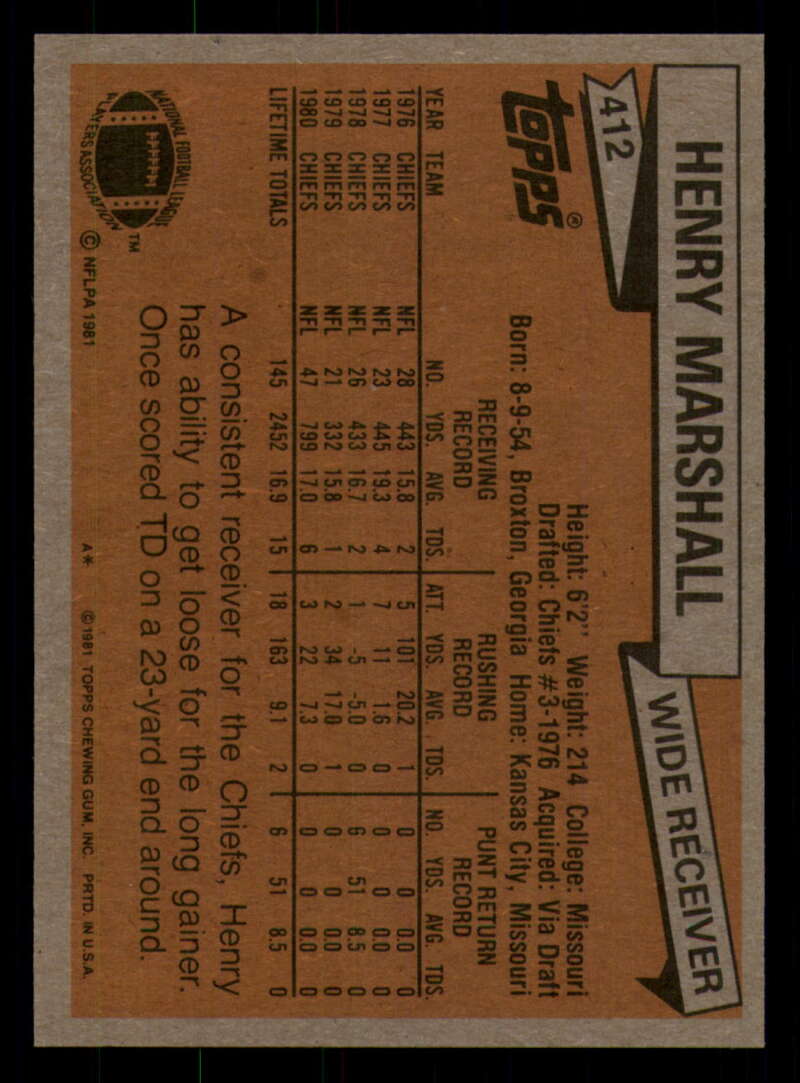 HENRY MARSHALL
WIDE RECEIVER
412
TOPPS®
Height: 6'2" Weight: 214 College: Missouri
Drafted: Chiefs #3-1976 Acquired: Via Draft
Born: 8-9-54, Broxton, Georgia Home: Kansas City, Missouri
RECEIVING RECORD RUSHING RECORD PUNT RETURN RECORD
YEAR TEAM NO. YDS. AVG. TDS. ATT. YDS. AVG. TDS. NO. YDS. AVG. TDS.
1976 CHIEFS NFL 28 443 15.8 2 5 101 20.2 1 0 0 0.0 0
1977 CHIEFS NFL 23 445 19.3 4 7 11 1.6 0 0 0 0.0 0
1978 CHIEFS NFL 26 433 16.7 2 1 -5 -5.0 0 6 51 8.5 0
1979 CHIEFS NFL 21 332 15.8 1 2 34 17.0 1 0 0 0.0 0
1980 CHIEFS NFL 47 799 17.0 6 3 22 7.3 0 0 0 0.0 0
LIFETIME TOTALS 145 2452 16.9 15 18 163 9.1 2 6 51 8.5 0
A consistent receiver for the Chiefs, Henry
has ability to get loose for the long gainer.
Once scored TD on a 23-yard end around.
NATIONAL FOOTBALL LEAGUE
PLAYERS ASSOCIATION
TM
© NFLPA 1981
A* ©1981 TOPPS CHEWING GUM, INC. PRTD. IN U.S.A.